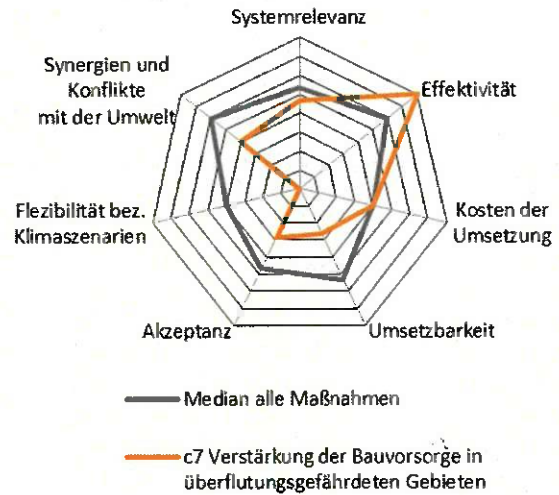 Systemrelevanz
Synergien und
Konflikte
mit der Umwelt
Effektivität
Flezibilität bez.
Klimaszenarien
Kosten der
Umsetzung
Akzeptanz
Umsetzbarkeit
Median alle Maßnahmen
c7 Verstärkung der Bauvorsorge in
überflutungsgefährdeten Gebieten